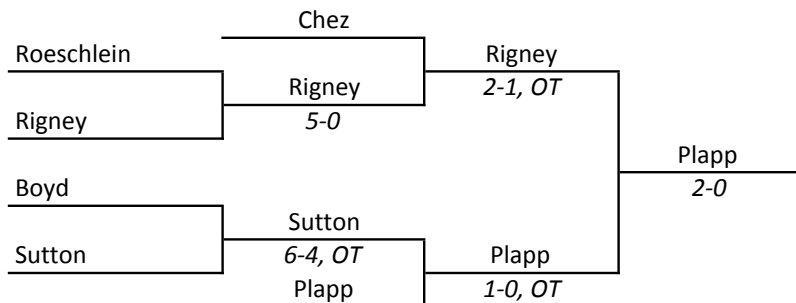 Chez
Roeschlein
Rigney
Rigney
2-1, OT
Rigney
5-0
Plapp
2-0
Boyd
Sutton
Sutton
6-4, OT
Plapp
Plapp
1-0, OT